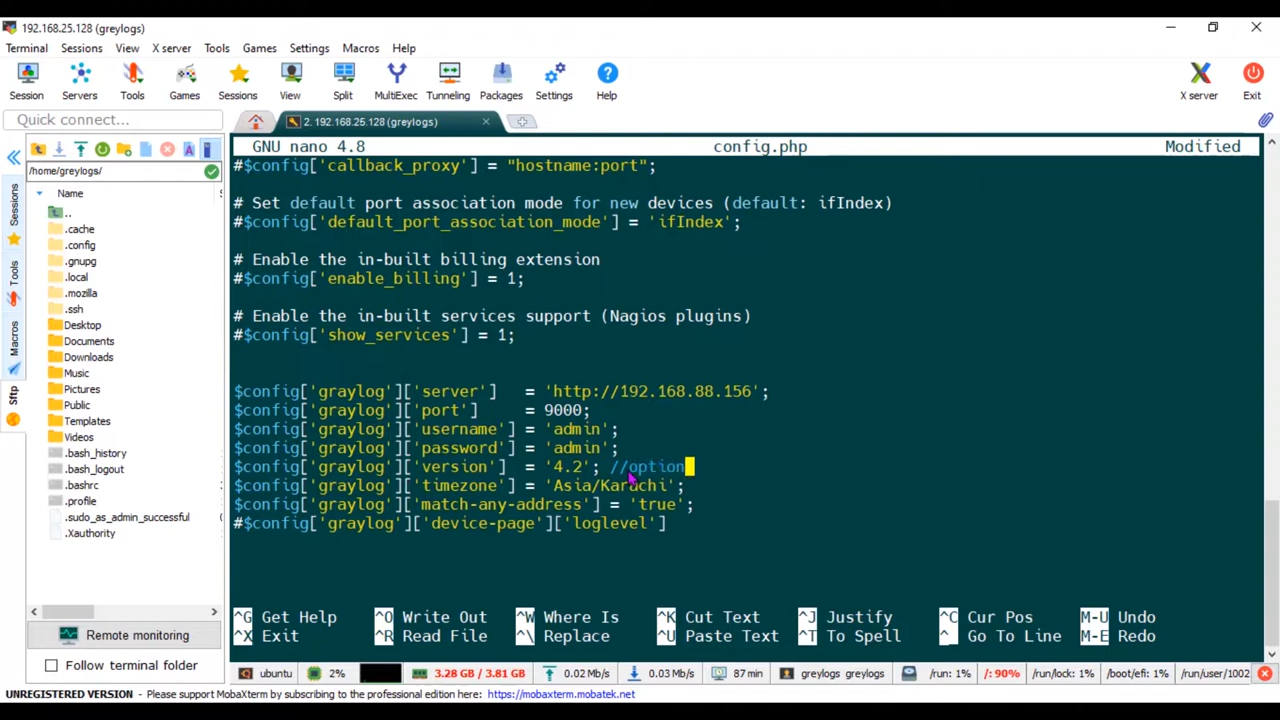 192.168.25.128 (greylogs)
Terminal Sessions View X server Tools Games Settings Macros Help
Session Servers Tools Games Sessions View Split MultiExec Tunneling Packages Settings Help X server Exit
Quick connect...
2. 192.168.25.128 (greylogs)
/home/greylogs/
Name
..
.cache
.config
.gnupg
.local
.mozilla
.ssh
Desktop
Documents
Downloads
Music
Pictures
Public
Templates
Videos
.bash_history
.bash_logout
.bashrc
.profile
.sudo_as_admin_successful
.Xauthority
Sessions
Tools
Macros
Sftp
Remote monitoring
Follow terminal folder
GNU nano 4.8 config.php Modified
#$config['callback_proxy'] = "hostname:port";
# Set default port association mode for new devices (default: ifIndex)
#$config['default_port_association_mode'] = 'ifIndex';
# Enable the in-built billing extension
#$config['enable_billing'] = 1;
# Enable the in-built services support (Nagios plugins)
#$config['show_services'] = 1;
$config['graylog']['server']   = 'http://192.168.88.156';
$config['graylog']['port']     = 9000;
$config['graylog']['username'] = 'admin';
$config['graylog']['password'] = 'admin';
$config['graylog']['version']  = '4.2'; //option
$config['graylog']['timezone'] = 'Asia/Karachi';
$config['graylog']['match-any-address'] = 'true';
#$config['graylog']['device-page']['loglevel']
^G Get Help ^O Write Out ^W Where Is ^K Cut Text ^J Justify ^C Cur Pos M-U Undo
^X Exit ^R Read File ^\ Replace ^U Paste Text ^T To Spell ^_ Go To Line M-E Redo
ubuntu 2% 3.28 GB / 3.81 GB 0.02 Mb/s 0.03 Mb/s 87 min greylogs greylogs /run: 1% /: 90% /run/lock: 1% /boot/efi: 1% /run/user/1002
UNREGISTERED VERSION - Please support MobaXterm by subscribing to the professional edition here: https://mobaxterm.mobatek.net